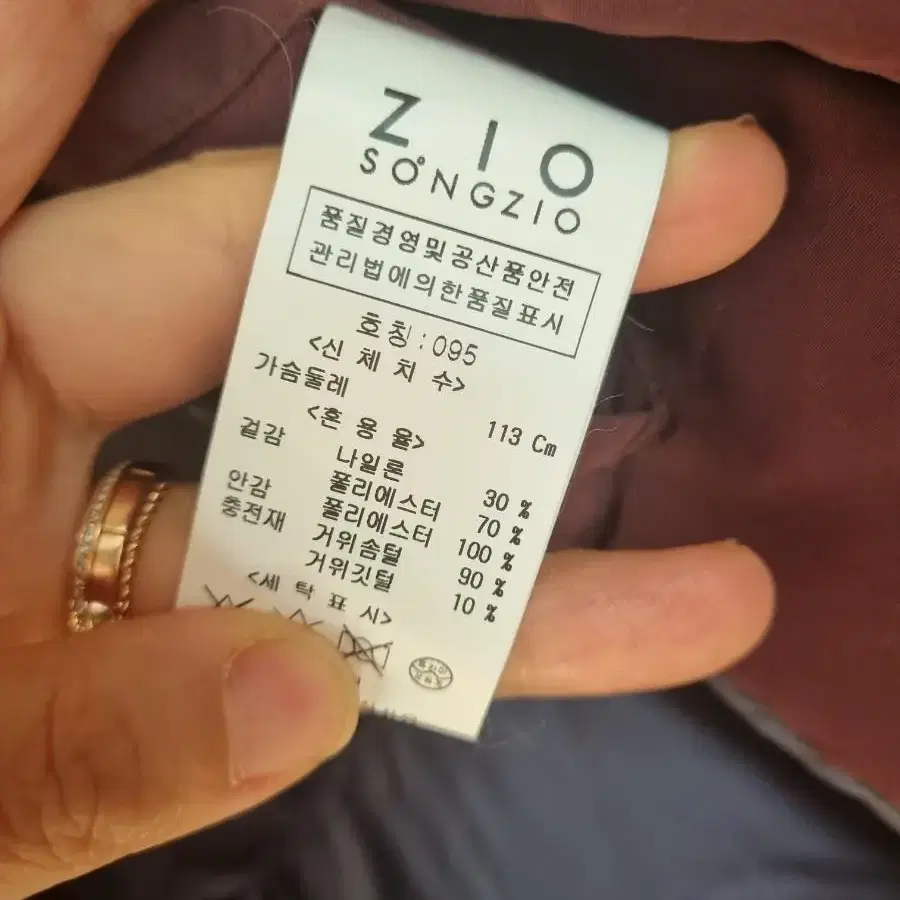 ZIO
SONGZIO
품질경영및공산품안전
관리법에의한품질표시
호칭:095
<신체치수>
가슴둘레 113 Cm
<혼용율>
겉감 나일론 30 %
폴리에스터 70 %
안감 폴리에스터 100 %
충전재 거위솜털 90 %
거위깃털 10 %
<세탁표시>
드라이